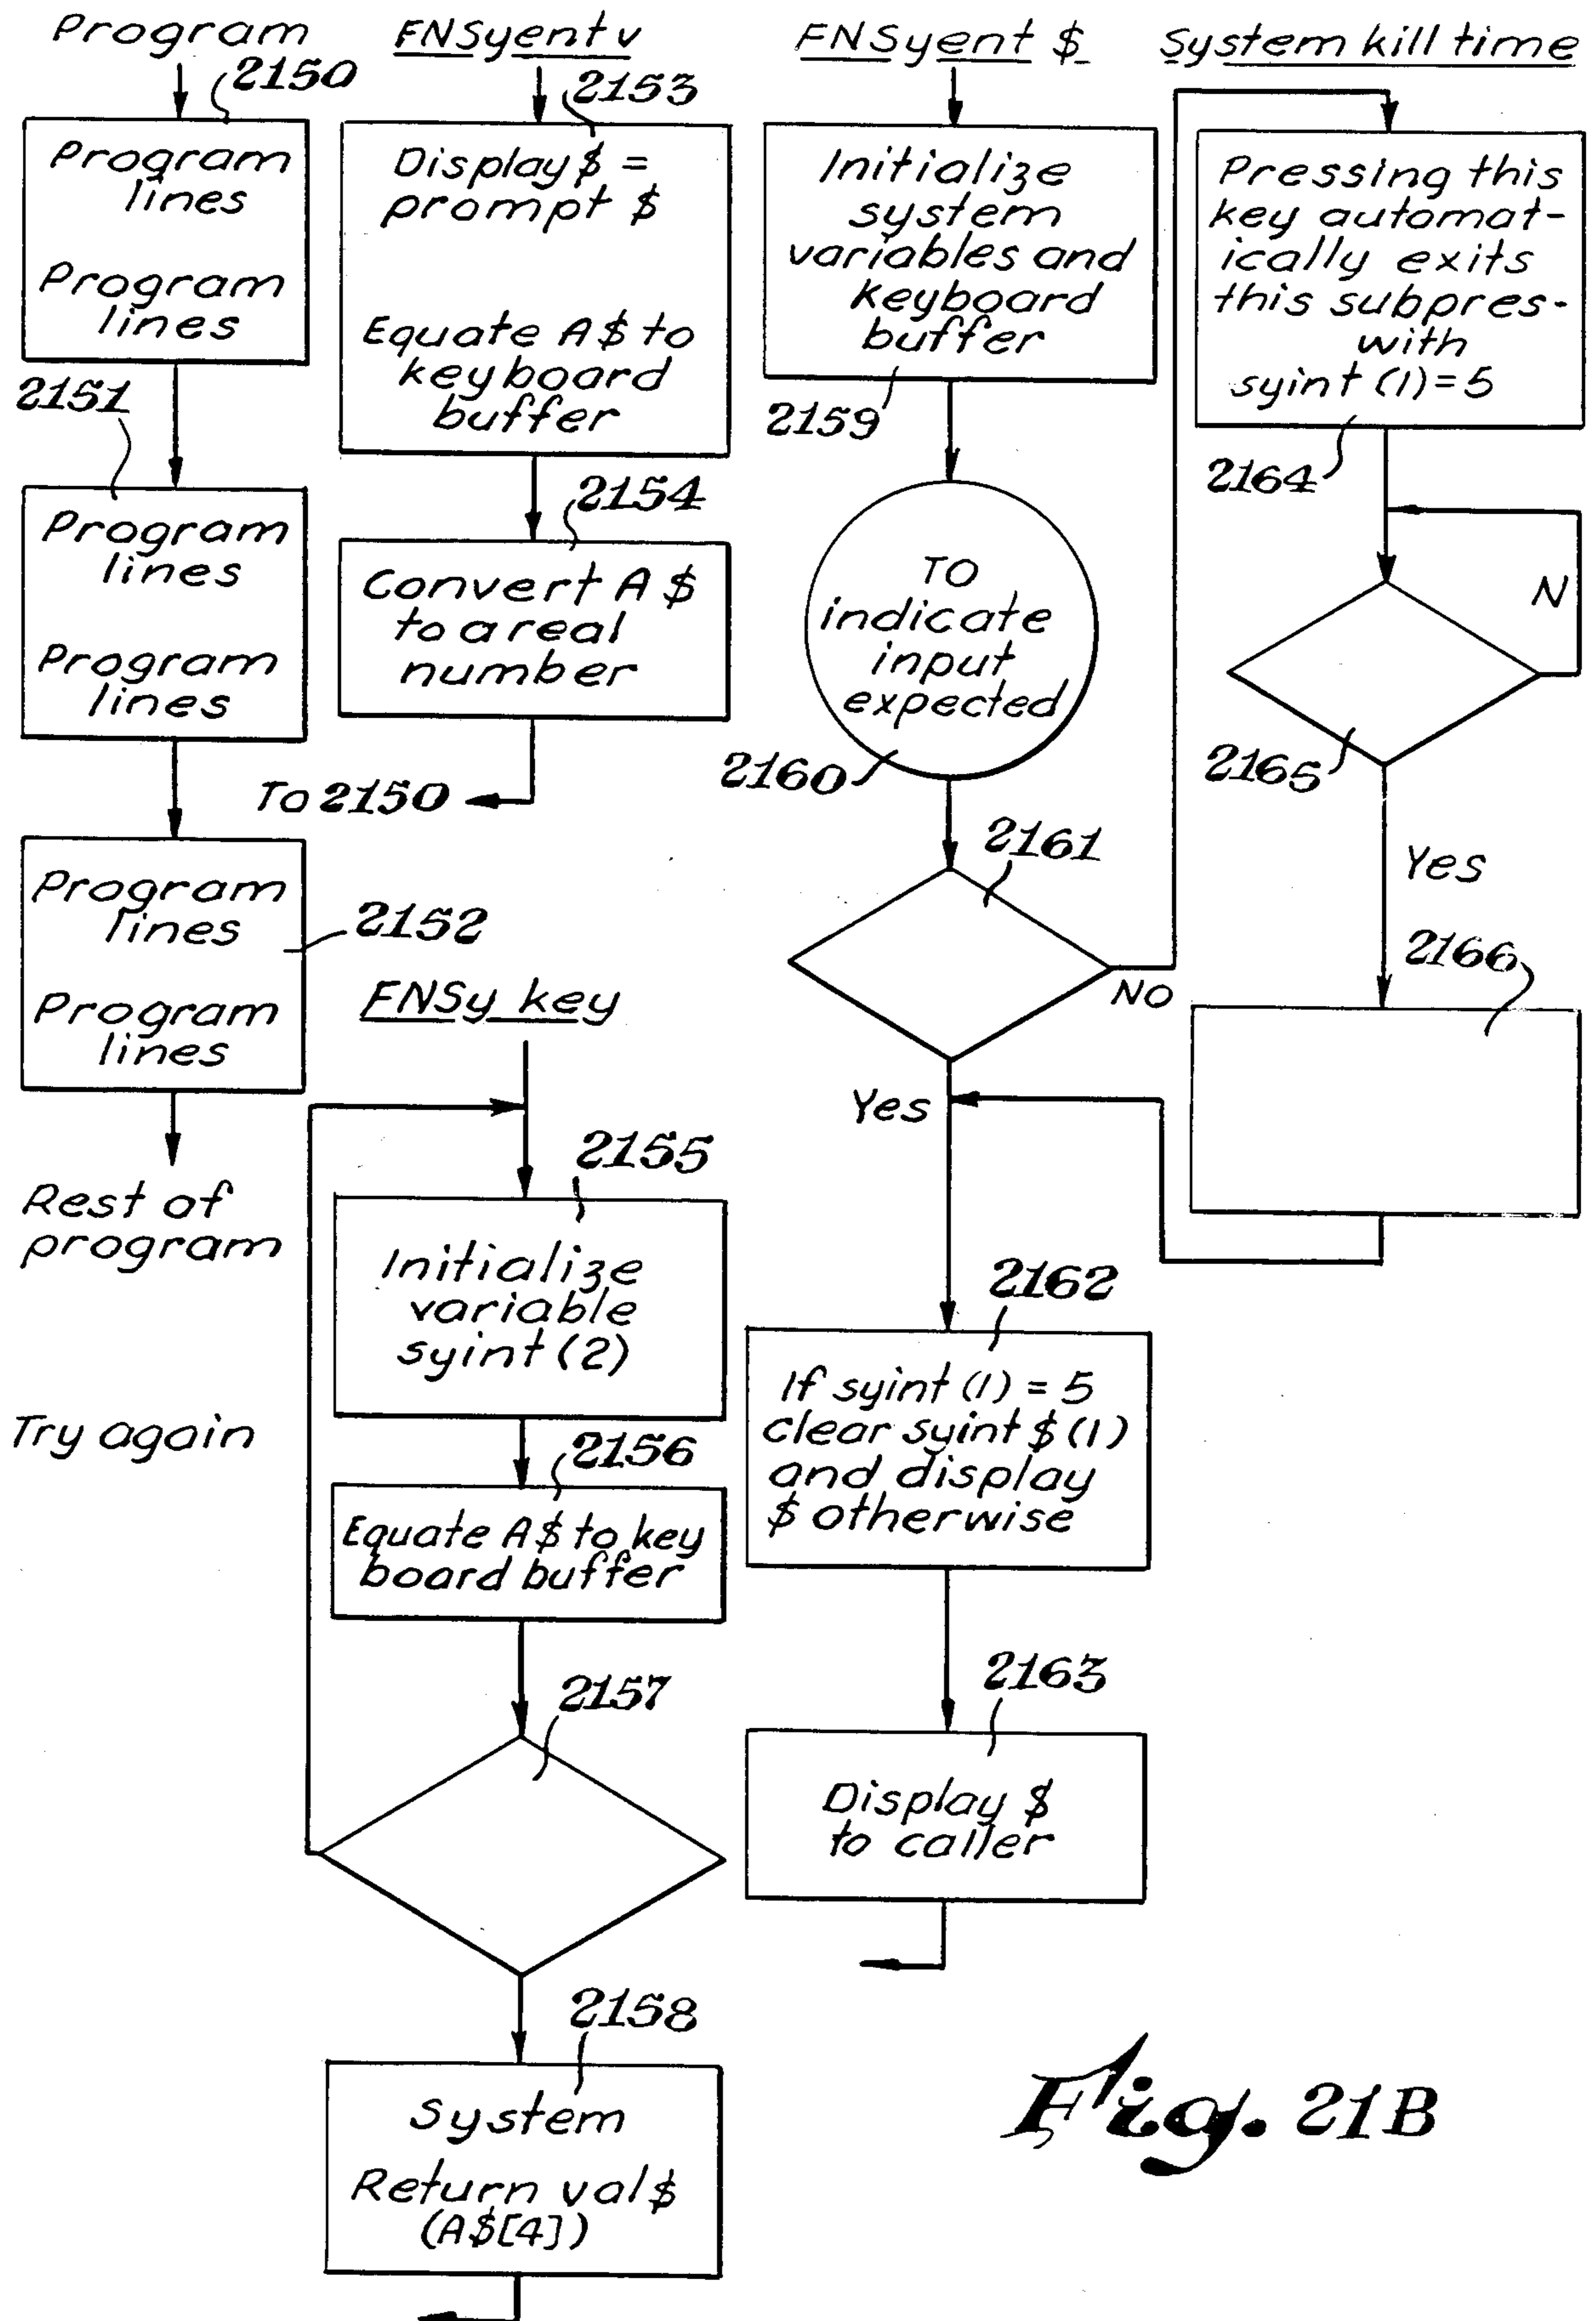 Program
2150
Program
lines
Program
lines
2151
Program
lines
Program
lines
2152
Program
lines
Program
lines
Rest of
program
Try again
FNSyent v
2153
Display $ =
prompt $
Equate A $ to
keyboard
buffer
2154
Convert A $
to a real
number
To 2150
FNSy key
2155
Initialize
variable
syint (2)
2156
Equate A $ to key
board buffer
2157
2158
System
Return val $
(A$[4])
FNSyent $
Initialize
system
variables and
keyboard
buffer
2159
TO
indicate
input
expected
2160
2161
NO
Yes
2162
If syint (1) = 5
clear syint $ (1)
and display
$ otherwise
2163
Display $
to caller
System kill time
Pressing this
key automat-
ically exits
this subpres-
with
syint (1) = 5
2164
N
2165
Yes
2166
Fig. 21B